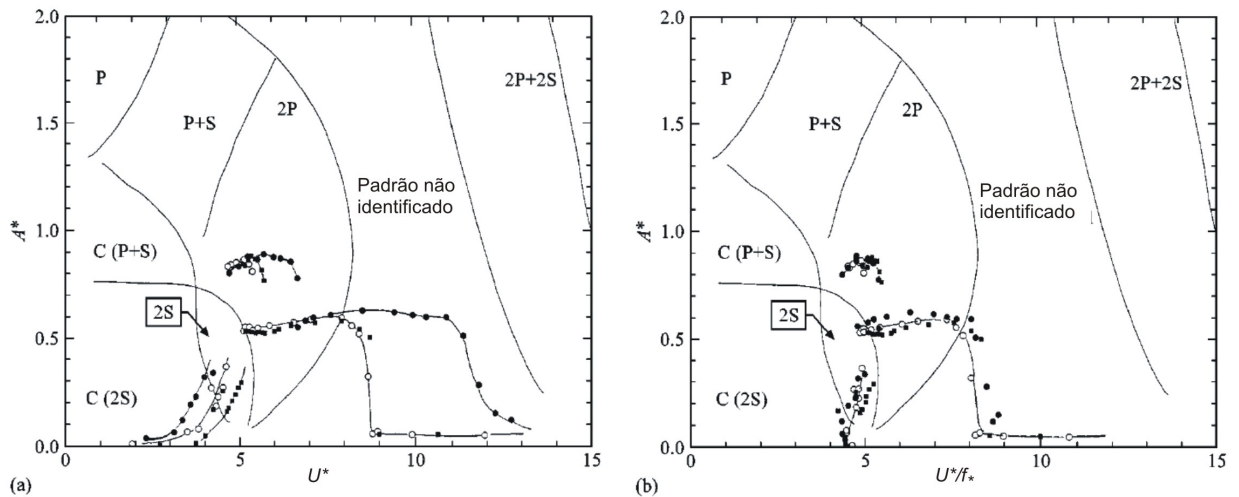 2.0
1.5
1.0
0.5
0.0
A*
P
P+S
2P
2P+2S
Padrão não
identificado
C (P+S)
2S
C (2S)
0
5
10
15
U*
(a)
2.0
1.5
1.0
0.5
0.0
A*
P
P+S
2P
2P+2S
Padrão não
identificado
C (P+S)
2S
C (2S)
0
5
10
15
U*/f*
(b)